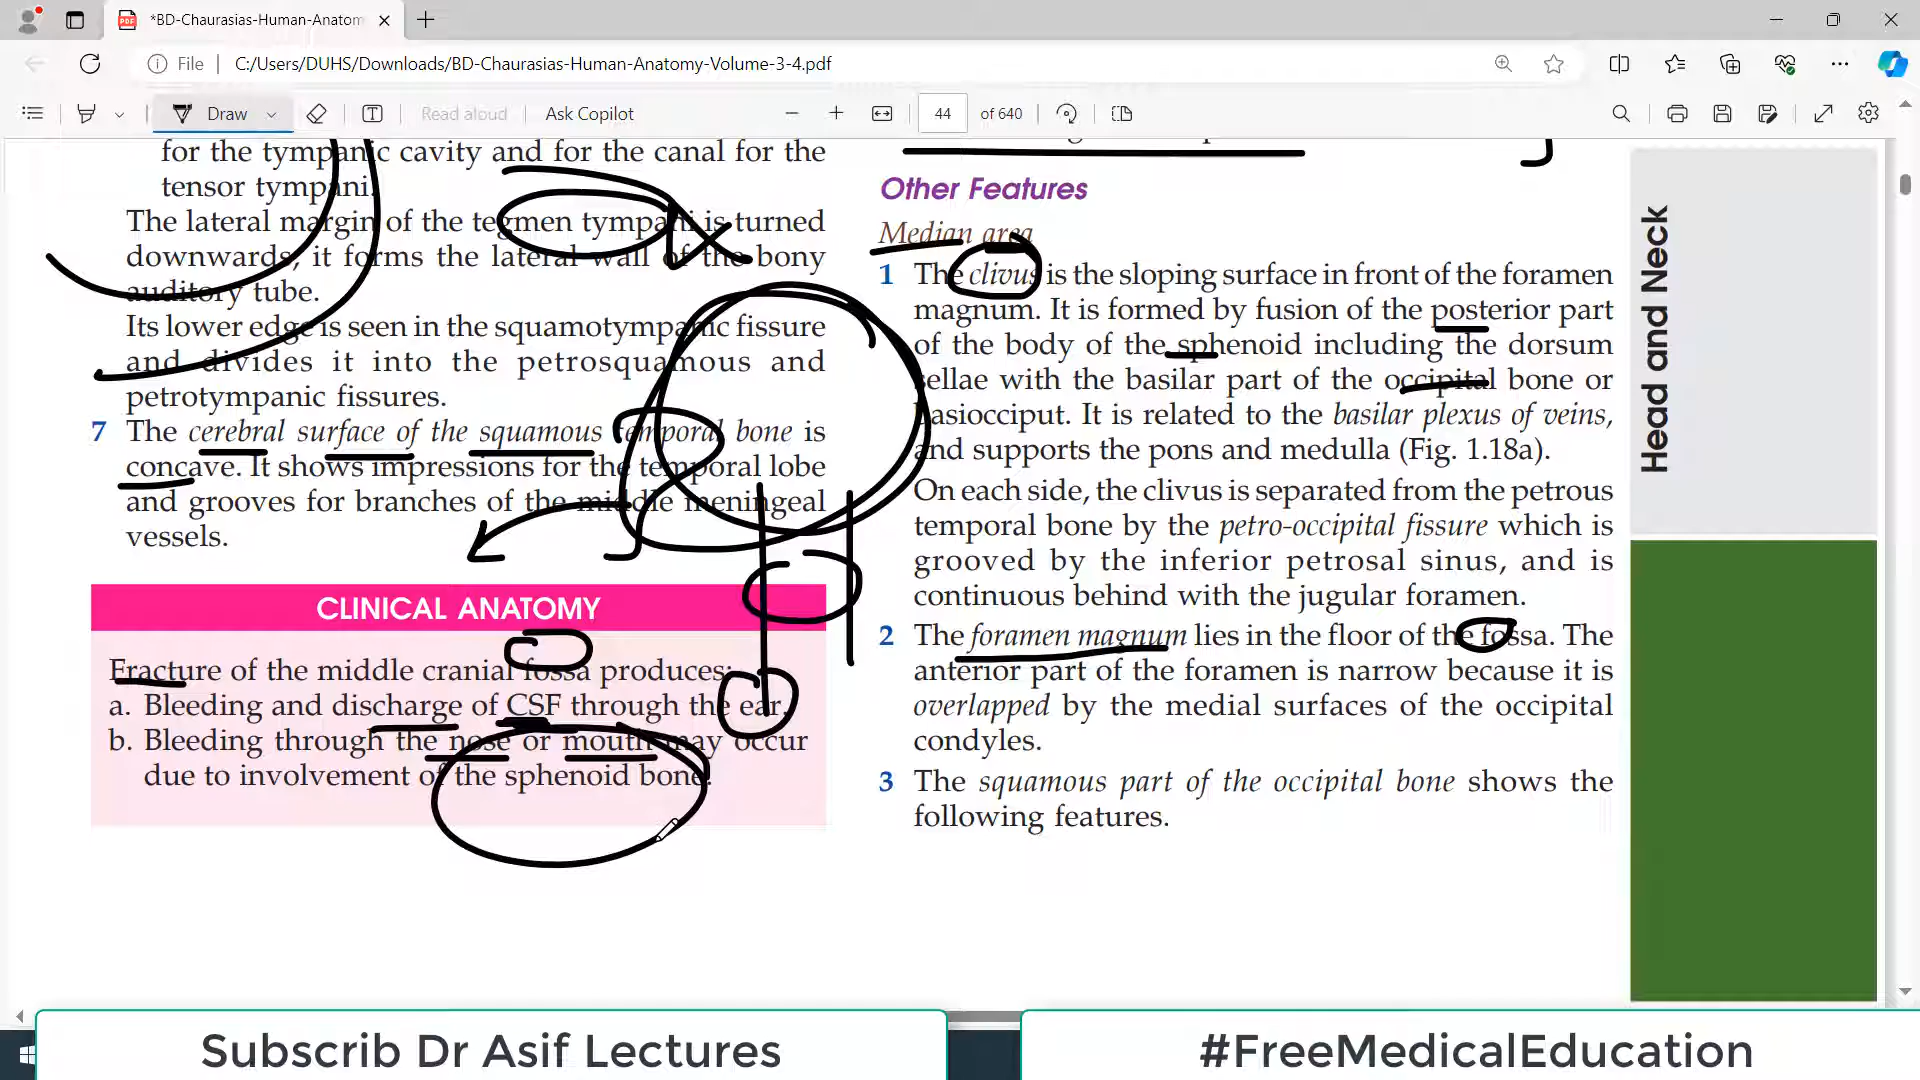 *BD-Chaurasias-Human-Anatom
File
C:/Users/DUHS/Downloads/BD-Chaurasias-Human-Anatomy-Volume-3-4.pdf
Draw
Read aloud
Ask Copilot
44 of 640
for the tympanic cavity and for the canal for the
tensor tympani.
The lateral margin of the tegmen tympani is turned
downwards, it forms the lateral wall of the bony
auditory tube.
Its lower edge is seen in the squamotympanic fissure
and divides it into the petrosquamous and
petrotympanic fissures.
7 The cerebral surface of the squamous temporal bone is
concave. It shows impressions for the temporal lobe
and grooves for branches of the middle meningeal
vessels.
CLINICAL ANATOMY
Fracture of the middle cranial fossa produces:
a. Bleeding and discharge of CSF through the ear.
b. Bleeding through the nose or mouth may occur
due to involvement of the sphenoid bone.
Other Features
Median area
1 The clivus is the sloping surface in front of the foramen
magnum. It is formed by fusion of the posterior part
of the body of the sphenoid including the dorsum
sellae with the basilar part of the occipital bone or
basiocciput. It is related to the basilar plexus of veins,
and supports the pons and medulla (Fig. 1.18a).
On each side, the clivus is separated from the petrous
temporal bone by the petro-occipital fissure which is
grooved by the inferior petrosal sinus, and is
continuous behind with the jugular foramen.
2 The foramen magnum lies in the floor of the fossa. The
anterior part of the foramen is narrow because it is
overlapped by the medial surfaces of the occipital
condyles.
3 The squamous part of the occipital bone shows the
following features.
Head and Neck
Subscrib Dr Asif Lectures
#FreeMedicalEducation